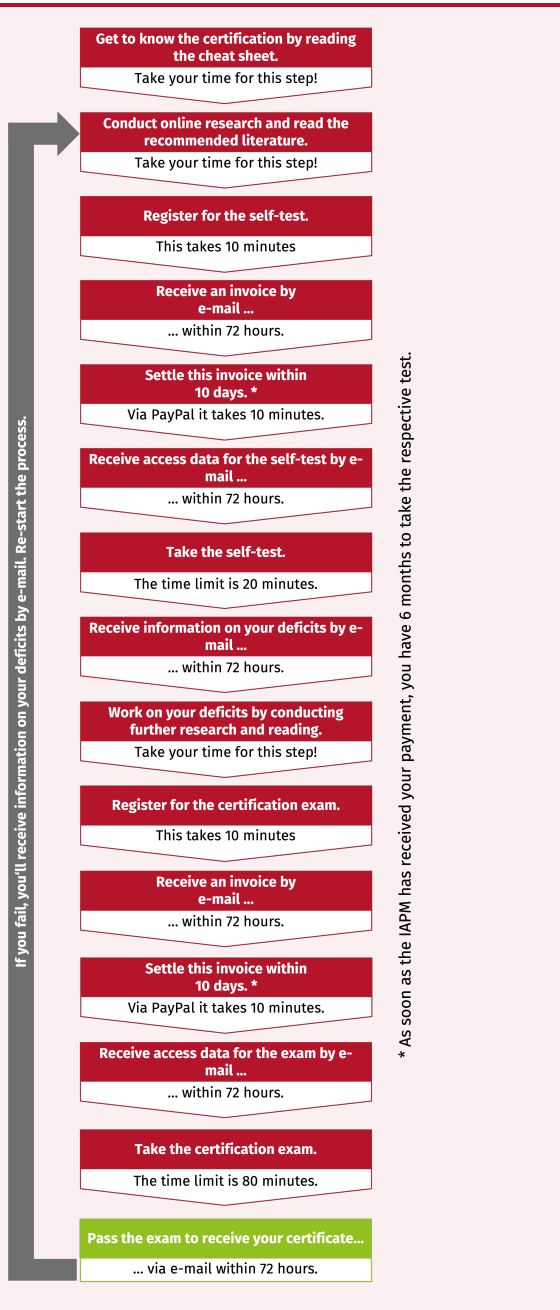 Get to know the certification by reading
the cheat sheet.
Take your time for this step!
Conduct online research and read the
recommended literature.
Take your time for this step!
Register for the self-test.
This takes 10 minutes
Receive an invoice by
e-mail ...
... within 72 hours.
Settle this invoice within
10 days. *
Via PayPal it takes 10 minutes.
Receive access data for the self-test by e-
mail ...
... within 72 hours.
Take the self-test.
The time limit is 20 minutes.
Receive information on your deficits by e-
mail ...
... within 72 hours.
Work on your deficits by conducting
further research and reading.
Take your time for this step!
Register for the certification exam.
This takes 10 minutes
Receive an invoice by
e-mail ...
... within 72 hours.
Settle this invoice within
10 days. *
Via PayPal it takes 10 minutes.
Receive access data for the exam by e-
mail ...
... within 72 hours.
Take the certification exam.
The time limit is 80 minutes.
Pass the exam to receive your certificate...
... via e-mail within 72 hours.
If you fail, you'll receive information on your deficits by e-mail. Re-start the process.
* As soon as the IAPM has received your payment, you have 6 months to take the respective test.